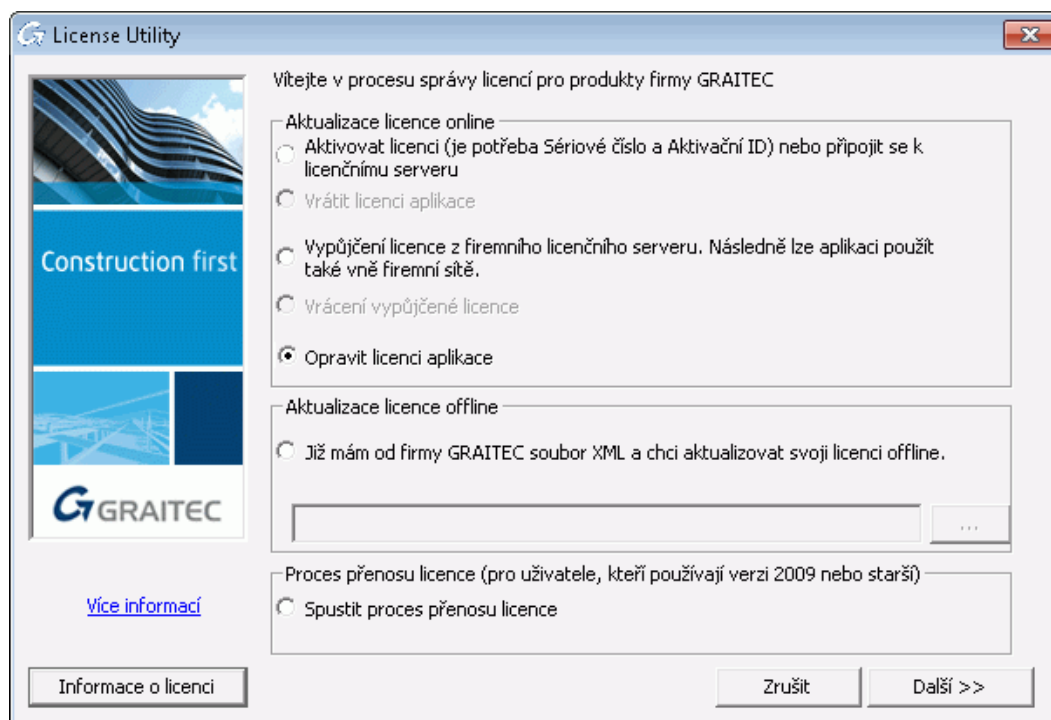 License Utility
Vítejte v procesu správy licencí pro produkty firmy GRAITEC
Aktualizace licence online
Aktivovat licenci (je potřeba Sériové číslo a Aktivační ID) nebo připojit se k
licenčnímu serveru
Vrátit licenci aplikace
Vypůjčení licence z firemního licenčního serveru. Následně lze aplikaci použít
také vně firemní sítě.
Vrácení vypůjčené licence
Opravit licenci aplikace
Construction first
GRAITEC
Aktualizace licence offline
Již mám od firmy GRAITEC soubor XML a chci aktualizovat svoji licenci offline.
...
Proces přenosu licence (pro uživatele, kteří používají verzi 2009 nebo starší)
Spustit proces přenosu licence
Více informací
Informace o licenci
Zrušit
Další >>